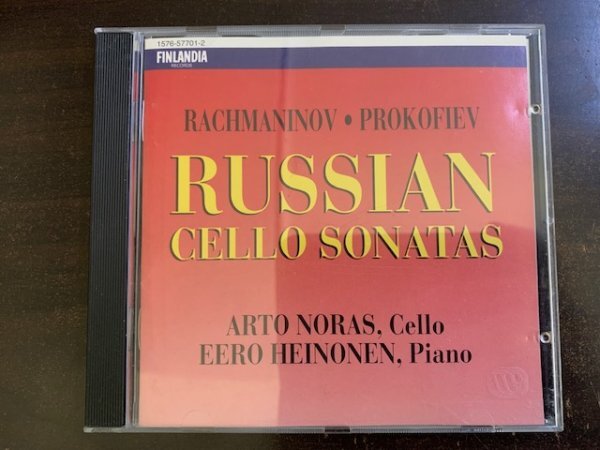 1576-57701-2
FINLANDIA
RECORDS
RACHMANINOV • PROKOFIEV
RUSSIAN
CELLO SONATAS
ARTO NORAS, Cello
EERO HEINONEN, Piano